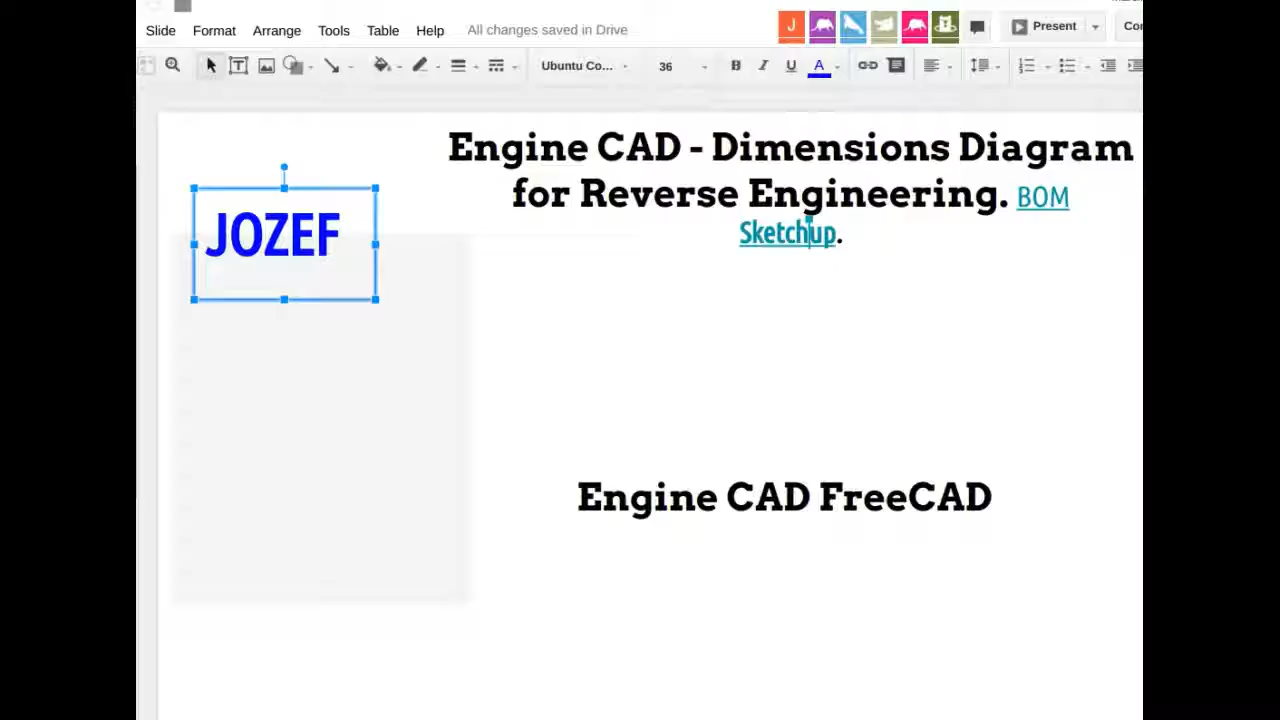 Slide Format Arrange Tools Table Help All changes saved in Drive J Present
Ubuntu Co... 36 B I U A
Engine CAD - Dimensions Diagram
for Reverse Engineering. BOM
Sketchup.
JOZEF
Engine CAD FreeCAD